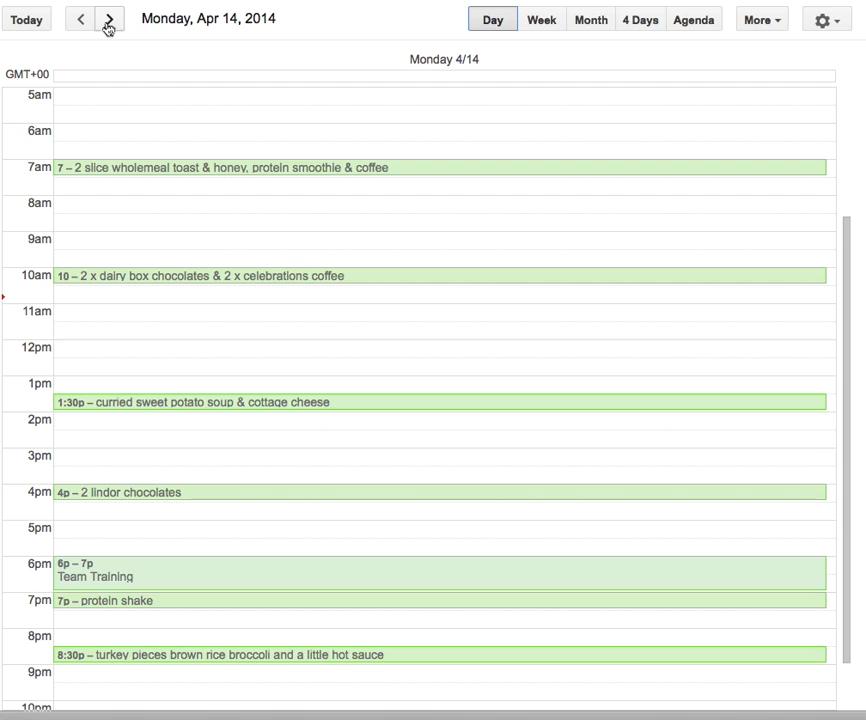 Today
Monday, Apr 14, 2014
Day
Week
Month
4 Days
Agenda
More
Monday 4/14
GMT+00
5am
6am
7am
7 – 2 slice wholemeal toast & honey, protein smoothie & coffee
8am
9am
10am
10 – 2 x dairy box chocolates & 2 x celebrations coffee
11am
12pm
1pm
1:30p – curried sweet potato soup & cottage cheese
2pm
3pm
4pm
4p – 2 lindor chocolates
5pm
6pm
6p – 7p
Team Training
7pm
7p – protein shake
8pm
8:30p – turkey pieces brown rice broccoli and a little hot sauce
9pm
10pm